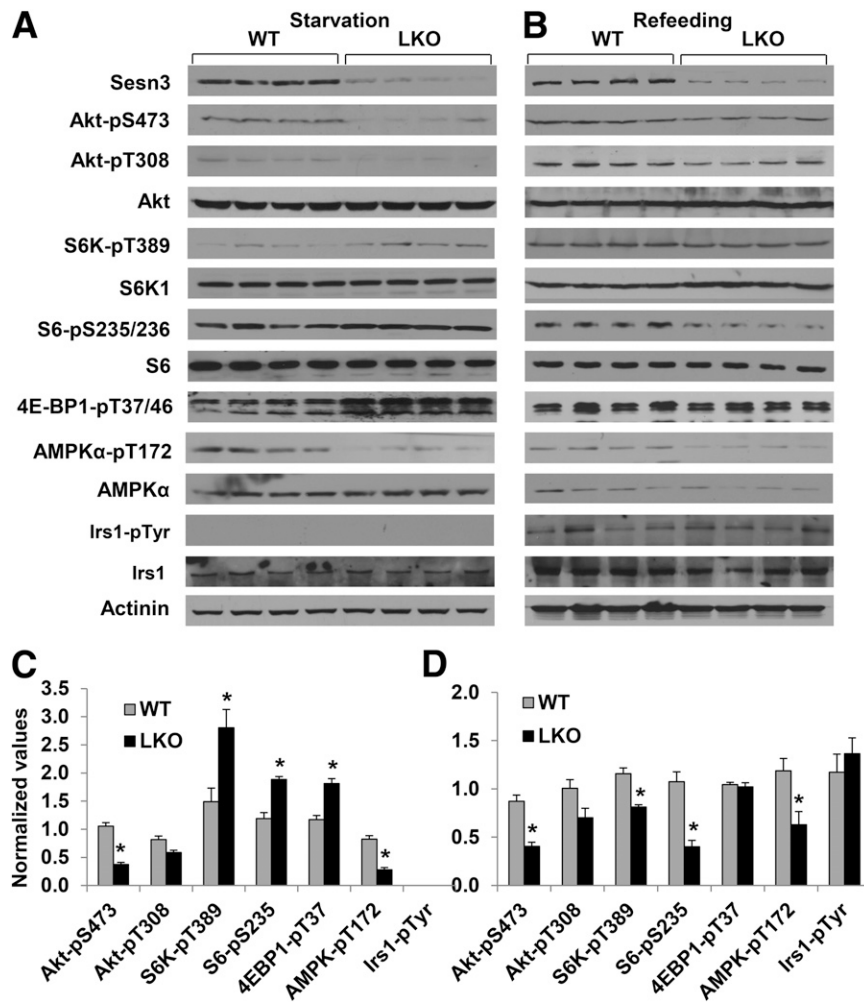 A Starvation
WT LKO
B Refeeding
WT LKO
Sesn3
Akt-pS473
Akt-pT308
Akt
S6K-pT389
S6K1
S6-pS235/236
S6
4E-BP1-pT37/46
AMPKα-pT172
AMPKα
Irs1-pTyr
Irs1
Actinin
C
Normalized values
3.5
3.0
2.5
2.0
1.5
1.0
0.5
0.0
WT
LKO
*
*
*
*
*
Akt-pS473
Akt-pT308
S6K-pT389
S6-pS235
4EBP1-pT37
AMPK-pT172
Irs1-pTyr
D
2.0
1.5
1.0
0.5
0.0
WT
LKO
*
*
*
*
Akt-pS473
Akt-pT308
S6K-pT389
S6-pS235
4EBP1-pT37
AMPK-pT172
Irs1-pTyr